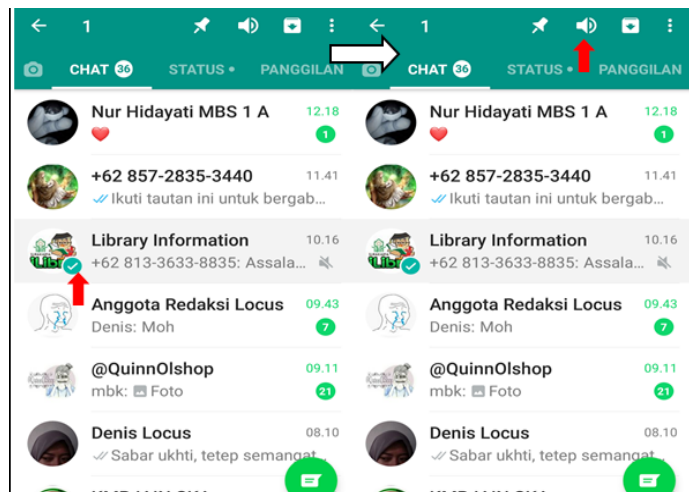 1
CHAT 36 STATUS • PANGGILAN
Nur Hidayati MBS 1 A 12.18
❤️ 1
+62 857-2835-3440 11.41
Ikuti tautan ini untuk bergab...
Library Information 10.16
+62 813-3633-8835: Assala...
Anggota Redaksi Locus 09.43
Denis: Moh 7
@QuinnOlshop 09.11
mbk: Foto 21
Denis Locus 08.10
Sabar ukhti, tetep semangat
1
CHAT 36 STATUS • PANGGILAN
Nur Hidayati MBS 1 A 12.18
❤️ 1
+62 857-2835-3440 11.41
Ikuti tautan ini untuk bergab...
Library Information 10.16
+62 813-3633-8835: Assala...
Anggota Redaksi Locus 09.43
Denis: Moh 7
@QuinnOlshop 09.11
mbk: Foto 21
Denis Locus 08.10
Sabar ukhti, tetep semangat